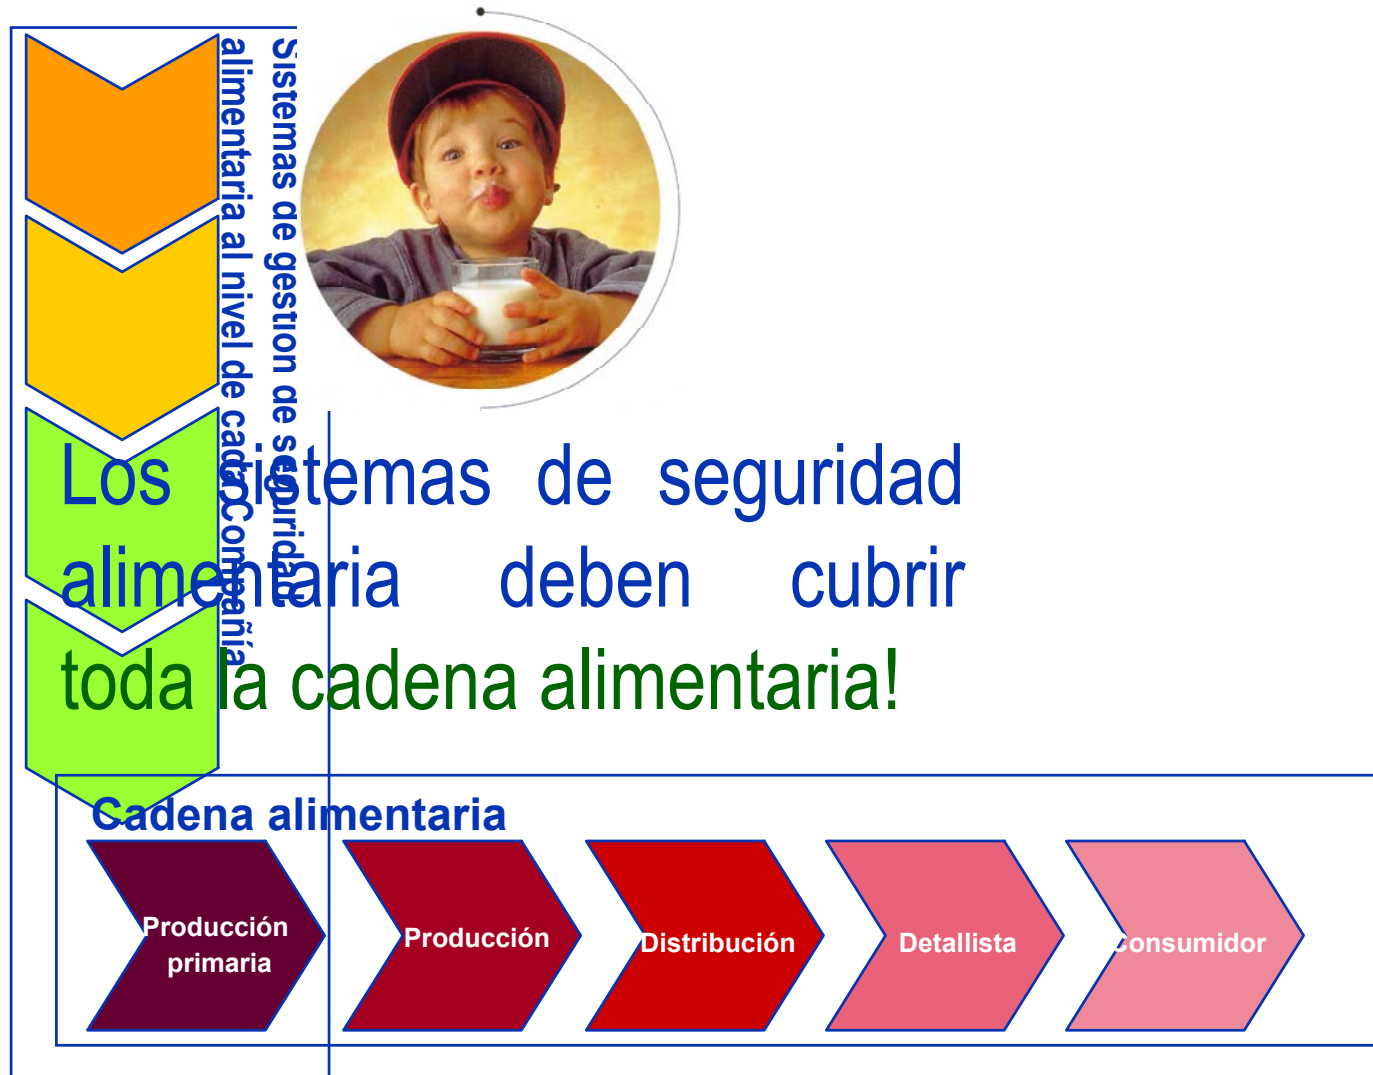 Sistemas de gestion de seguridad
alimentaria al nivel de cada Compañía
Los sistemas de seguridad
alimentaria deben cubrir
toda la cadena alimentaria!
Cadena alimentaria
Producción
primaria
Producción
Distribución
Detallista
Consumidor